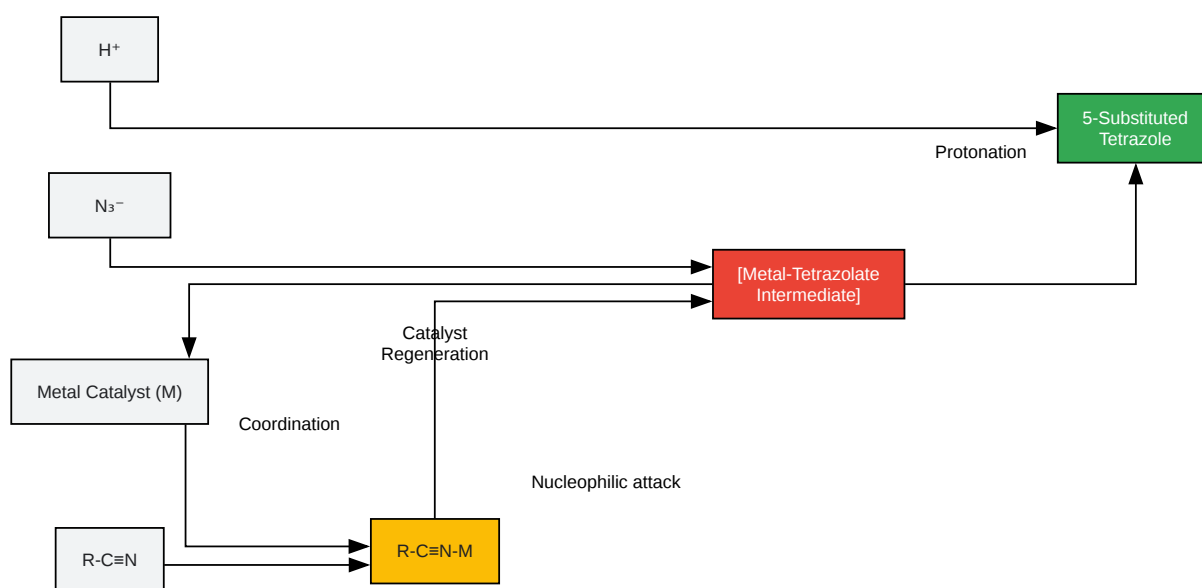 H⁺
5-Substituted
Tetrazole
Protonation
N₃⁻
[Metal-Tetrazolate
Intermediate]
Catalyst
Regeneration
Metal Catalyst (M)
Coordination
Nucleophilic attack
R-C≡N-M
R-C≡N